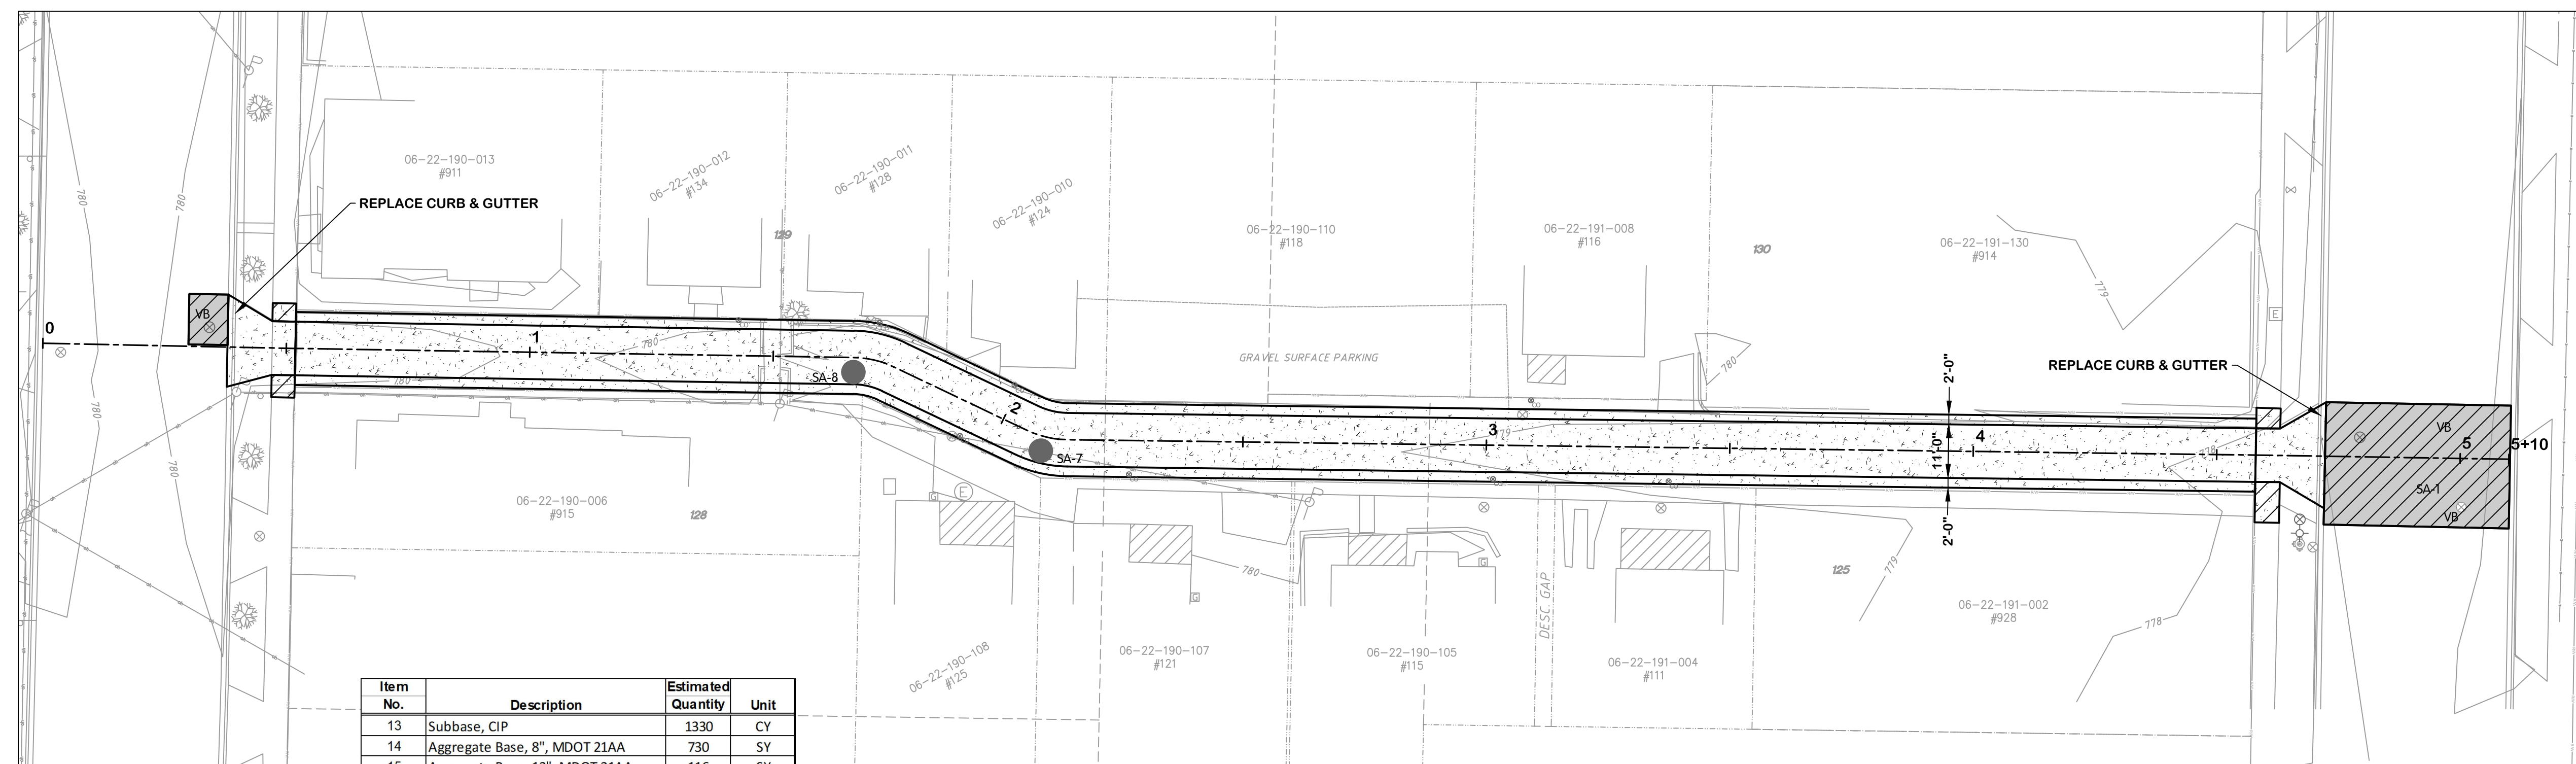 06-22-190-013
#911
06-22-190-012
#134
06-22-190-011
#128
06-22-190-010
#124
06-22-190-110
#118
06-22-191-008
#116
06-22-191-130
#914
129
130
780
780
REPLACE CURB & GUTTER
VB
0
1
780
780
SA-8
2
SA-7
GRAVEL SURFACE PARKING
3
779
780
779
E
REPLACE CURB & GUTTER
2'-0"
11'-0"
2'-0"
4
778
VB
5
5+10
SA-1
VB
780
780
06-22-190-006
#915
128
E
G
G
G
780
DESC. GAP
125
779
778
06-22-190-108
#125
06-22-190-107
#121
06-22-190-105
#115
06-22-191-004
#111
06-22-191-002
#928
Item No. Description Estimated Quantity Unit
13 Subbase, CIP 1330 CY
14 Aggregate Base, 8", MDOT 21AA 730 SY